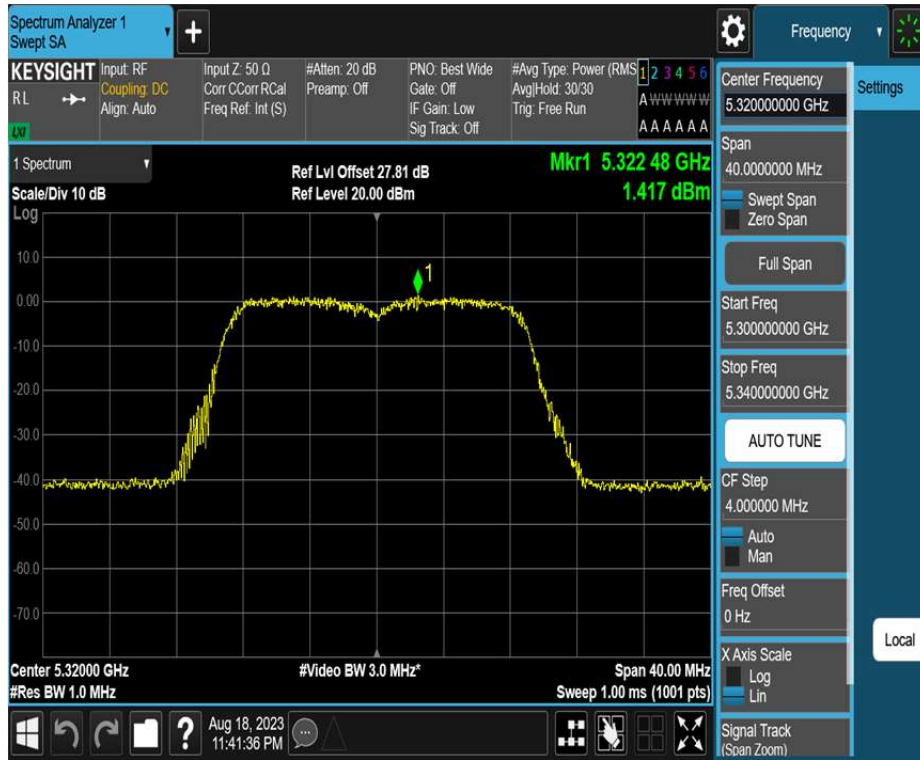 Spectrum Analyzer 1
Swept SA
Frequency
KEYSIGHT
RL
LXI
Input: RF
Coupling: DC
Align: Auto
Input Z: 50 Ω
Corr CCorr RCal
Freq Ref: Int (S)
#Atten: 20 dB
Preamp: Off
PNO: Best Wide
Gate: Off
IF Gain: Low
Sig Track: Off
#Avg Type: Power (RMS
Avg|Hold: 30/30
Trig: Free Run
1 2 3 4 5 6
A W W W W W
A A A A A A
1 Spectrum
Scale/Div 10 dB
Log
Ref Lvl Offset 27.81 dB
Ref Level 20.00 dBm
Mkr1 5.322 48 GHz
1.417 dBm
10.0
0.00
-10.0
-20.0
-30.0
-40.0
-50.0
-60.0
-70.0
1
Center 5.32000 GHz
#Res BW 1.0 MHz
#Video BW 3.0 MHz*
Span 40.00 MHz
Sweep 1.00 ms (1001 pts)
?
Aug 18, 2023
11:41:36 PM
Center Frequency
5.32000000 GHz
Span
40.0000000 MHz
Swept Span
Zero Span
Full Span
Start Freq
5.300000000 GHz
Stop Freq
5.340000000 GHz
AUTO TUNE
CF Step
4.000000 MHz
Auto
Man
Freq Offset
0 Hz
X Axis Scale
Log
Lin
Signal Track
(Span Zoom)
Settings
Local